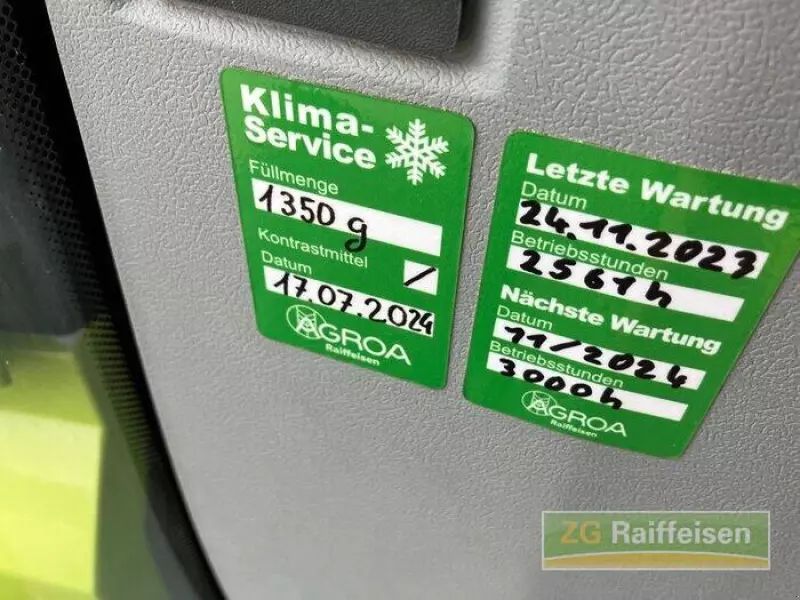 Klima-
Service
Füllmenge
1350 g
Kontrastmittel /
Datum
17.07.2024
AGROA
Raiffeisen
Letzte Wartung
Datum
24.11.2023
Betriebsstunden
2561h
Nächste Wartung
Datum
11/2024
Betriebsstunden
3000h
AGROA
Raiffeisen
ZG Raiffeisen